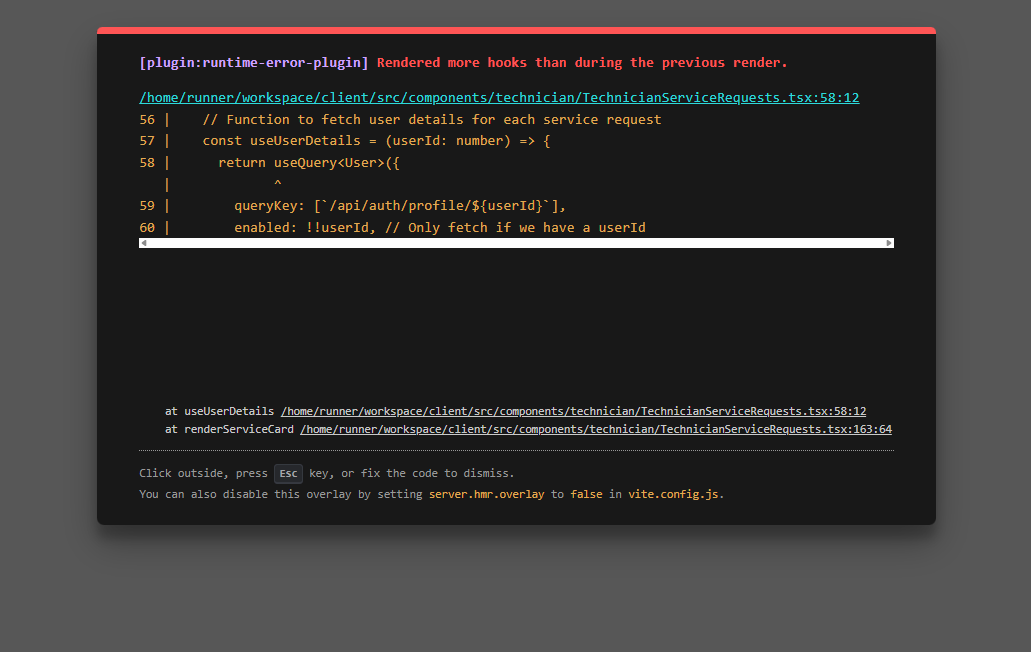 [plugin:runtime-error-plugin] Rendered more hooks than during the previous render.
/home/runner/workspace/client/src/components/technician/TechnicianServiceRequests.tsx:58:12
56 |    // Function to fetch user details for each service request
57 |    const useUserDetails = (userId: number) => {
58 |      return useQuery<User>({
   |             ^
59 |        queryKey: [`/api/auth/profile/${userId}`],
60 |        enabled: !!userId, // Only fetch if we have a userId
at useUserDetails /home/runner/workspace/client/src/components/technician/TechnicianServiceRequests.tsx:58:12
at renderServiceCard /home/runner/workspace/client/src/components/technician/TechnicianServiceRequests.tsx:163:64
Click outside, press Esc key, or fix the code to dismiss.
You can also disable this overlay by setting server.hmr.overlay to false in vite.config.js.